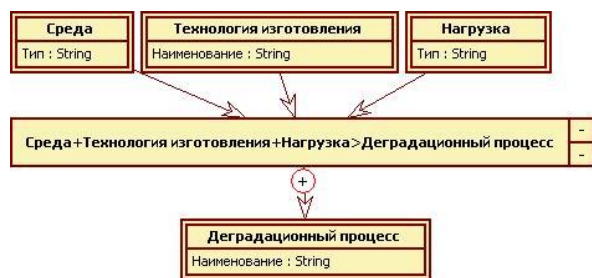 Среда
Тип : String
Технология изготовления
Наименование : String
Нагрузка
Тип : String
Среда+Технология изготовления+Нагрузка>Деградационный процесс
-
-
+
Деградационный процесс
Наименование : String